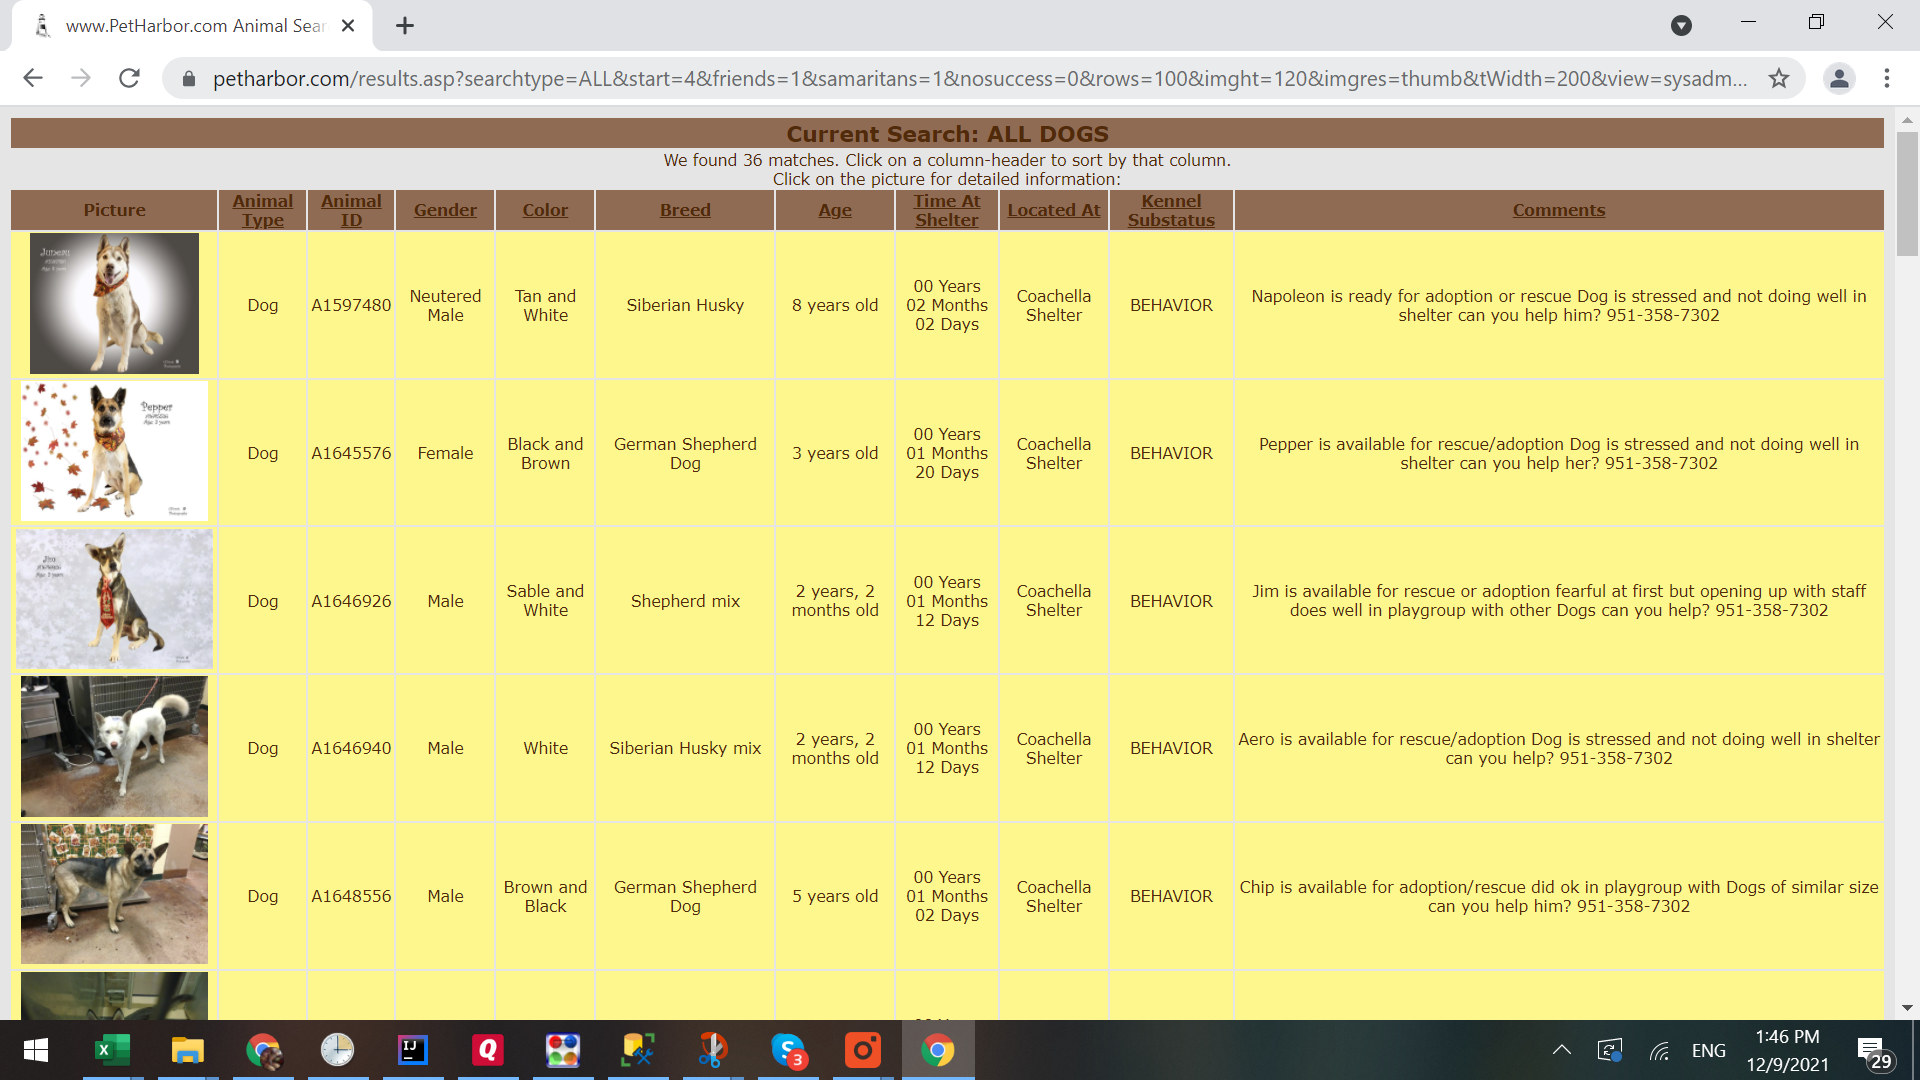 www.PetHarbor.com Animal Sear
petharbor.com/results.asp?searchtype=ALL&start=4&friends=1&samaritans=1&nosuccess=0&rows=100&imght=120&imgres=thumb&tWidth=200&view=sysadm...
Current Search: ALL DOGS
We found 36 matches. Click on a column-header to sort by that column.
Click on the picture for detailed information:
Picture
Animal
Type
Animal
ID
Gender
Color
Breed
Age
Time At
Shelter
Located At
Kennel
Substatus
Comments
Juneau
Dog
A1597480
Neutered
Male
Tan and
White
Siberian Husky
8 years old
00 Years
02 Months
02 Days
Coachella
Shelter
BEHAVIOR
Napoleon is ready for adoption or rescue Dog is stressed and not doing well in
shelter can you help him? 951-358-7302
Pepper
Dog
A1645576
Female
Black and
Brown
German Shepherd
Dog
3 years old
00 Years
01 Months
20 Days
Coachella
Shelter
BEHAVIOR
Pepper is available for rescue/adoption Dog is stressed and not doing well in
shelter can you help her? 951-358-7302
Jim
Dog
A1646926
Male
Sable and
White
Shepherd mix
2 years, 2
months old
00 Years
01 Months
12 Days
Coachella
Shelter
BEHAVIOR
Jim is available for rescue or adoption fearful at first but opening up with staff
does well in playgroup with other Dogs can you help? 951-358-7302
Dog
A1646940
Male
White
Siberian Husky mix
2 years, 2
months old
00 Years
01 Months
12 Days
Coachella
Shelter
BEHAVIOR
Aero is available for rescue/adoption Dog is stressed and not doing well in shelter
can you help? 951-358-7302
Dog
A1648556
Male
Brown and
Black
German Shepherd
Dog
5 years old
00 Years
01 Months
02 Days
Coachella
Shelter
BEHAVIOR
Chip is available for adoption/rescue did ok in playgroup with Dogs of similar size
can you help him? 951-358-7302
IJ
Q
S 3
ENG
1:46 PM
12/9/2021
29